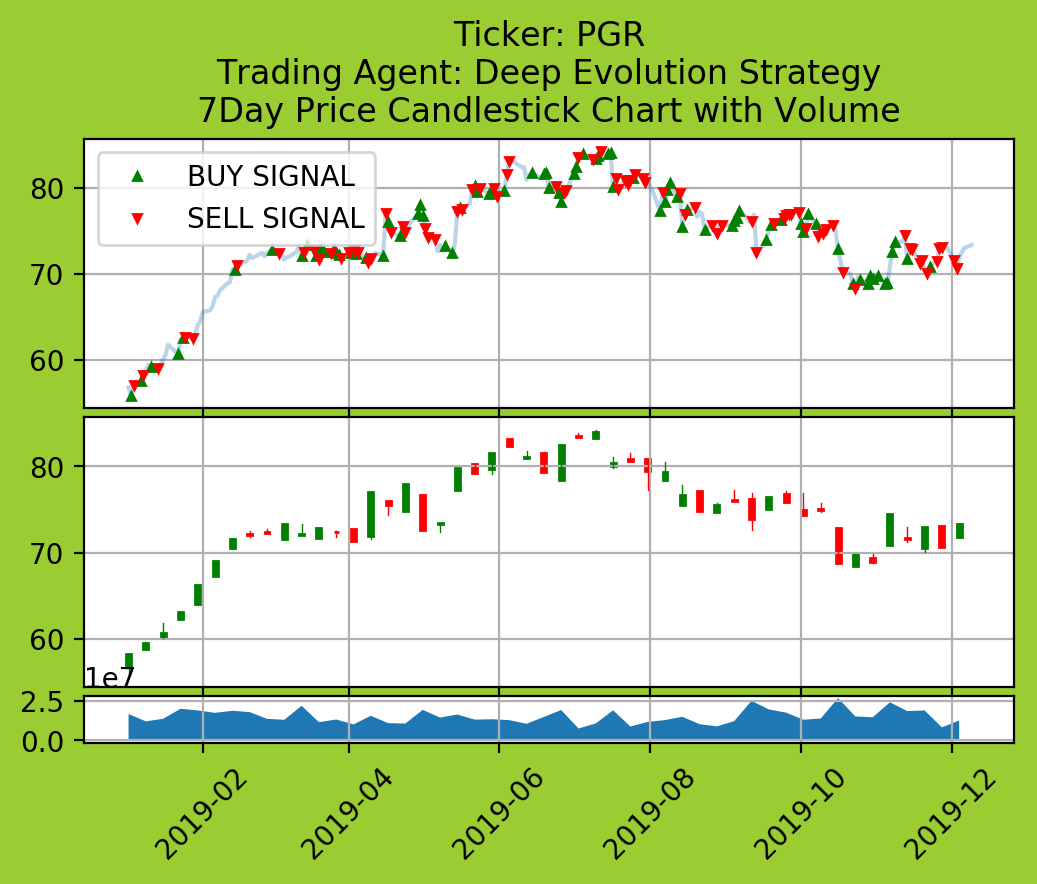 Ticker: PGR
Trading Agent: Deep Evolution Strategy
7Day Price Candlestick Chart with Volume
BUY SIGNAL
SELL SIGNAL
80
70
60
80
70
60
1e7
2.5
0.0
2019-02
2019-04
2019-06
2019-08
2019-10
2019-12